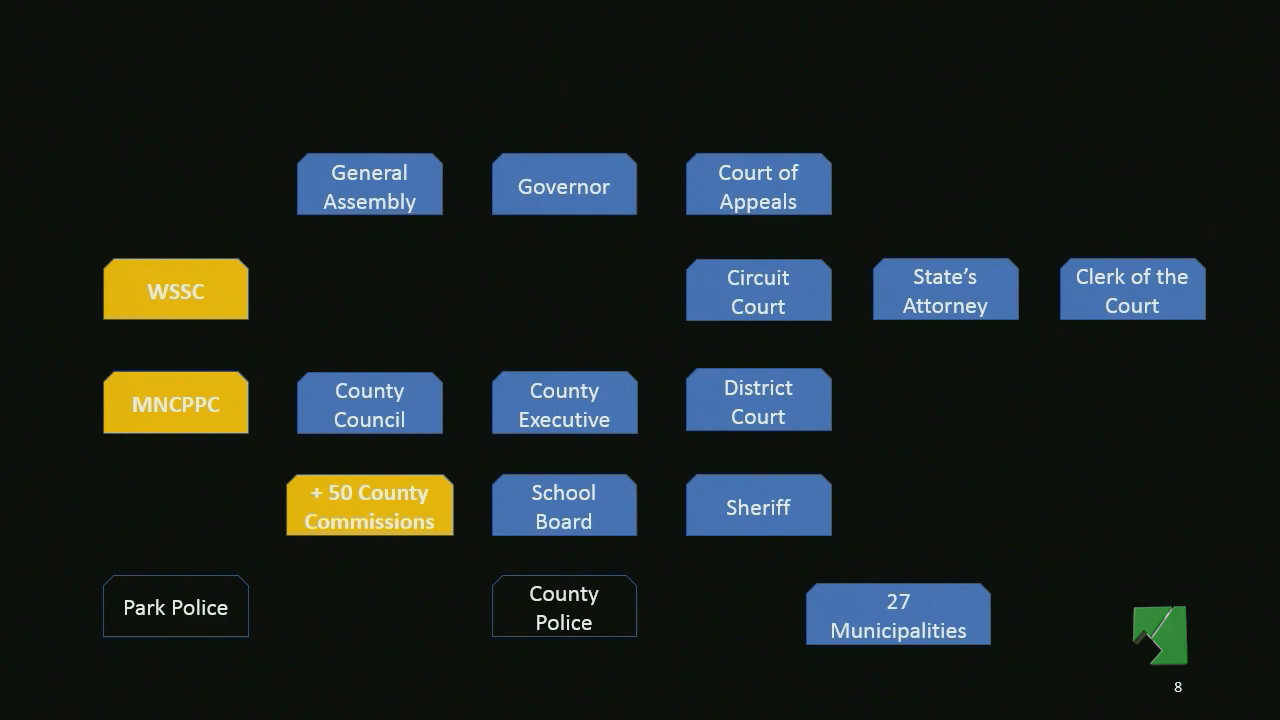 General
Assembly
Governor
Court of
Appeals
WSSC
Circuit
Court
State’s
Attorney
Clerk of the
Court
MNCPPC
County
Council
County
Executive
District
Court
+ 50 County
Commissions
School
Board
Sheriff
Park Police
County
Police
27
Municipalities
8